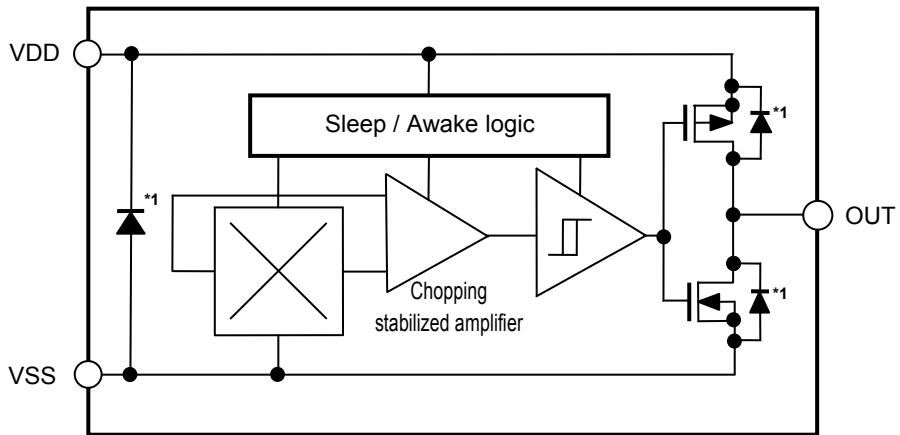 VDD
Sleep / Awake logic
*1
*1
OUT
Chopping
stabilized amplifier
*1
VSS